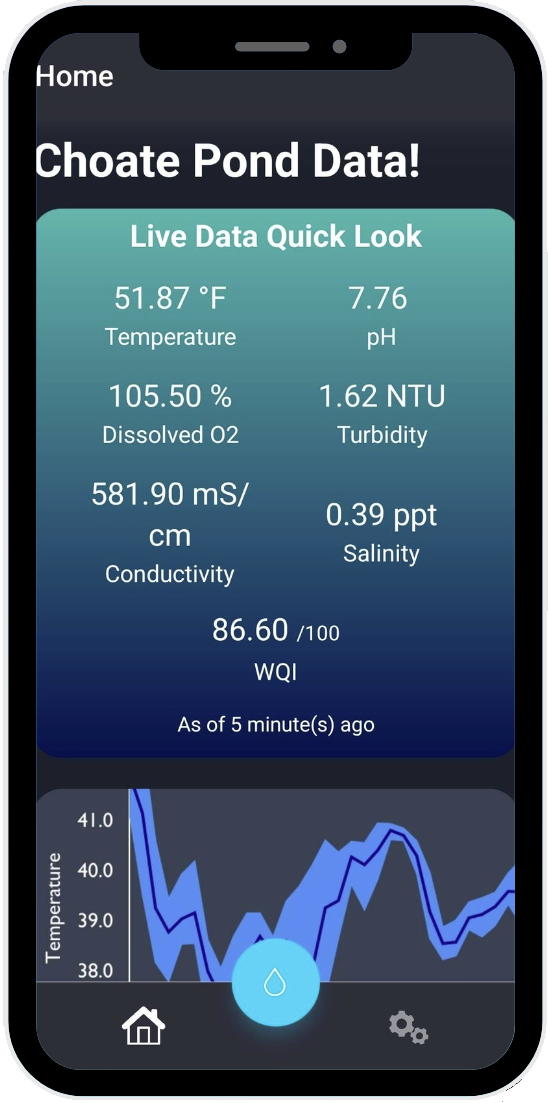 Home
Choate Pond Data!
Live Data Quick Look
51.87 °F 7.76
Temperature pH
105.50 % 1.62 NTU
Dissolved O2 Turbidity
581.90 mS/
cm
Conductivity
0.39 ppt
Salinity
86.60 /100
WQI
As of 5 minute(s) ago
Temperature
41.0
40.0
39.0
38.0